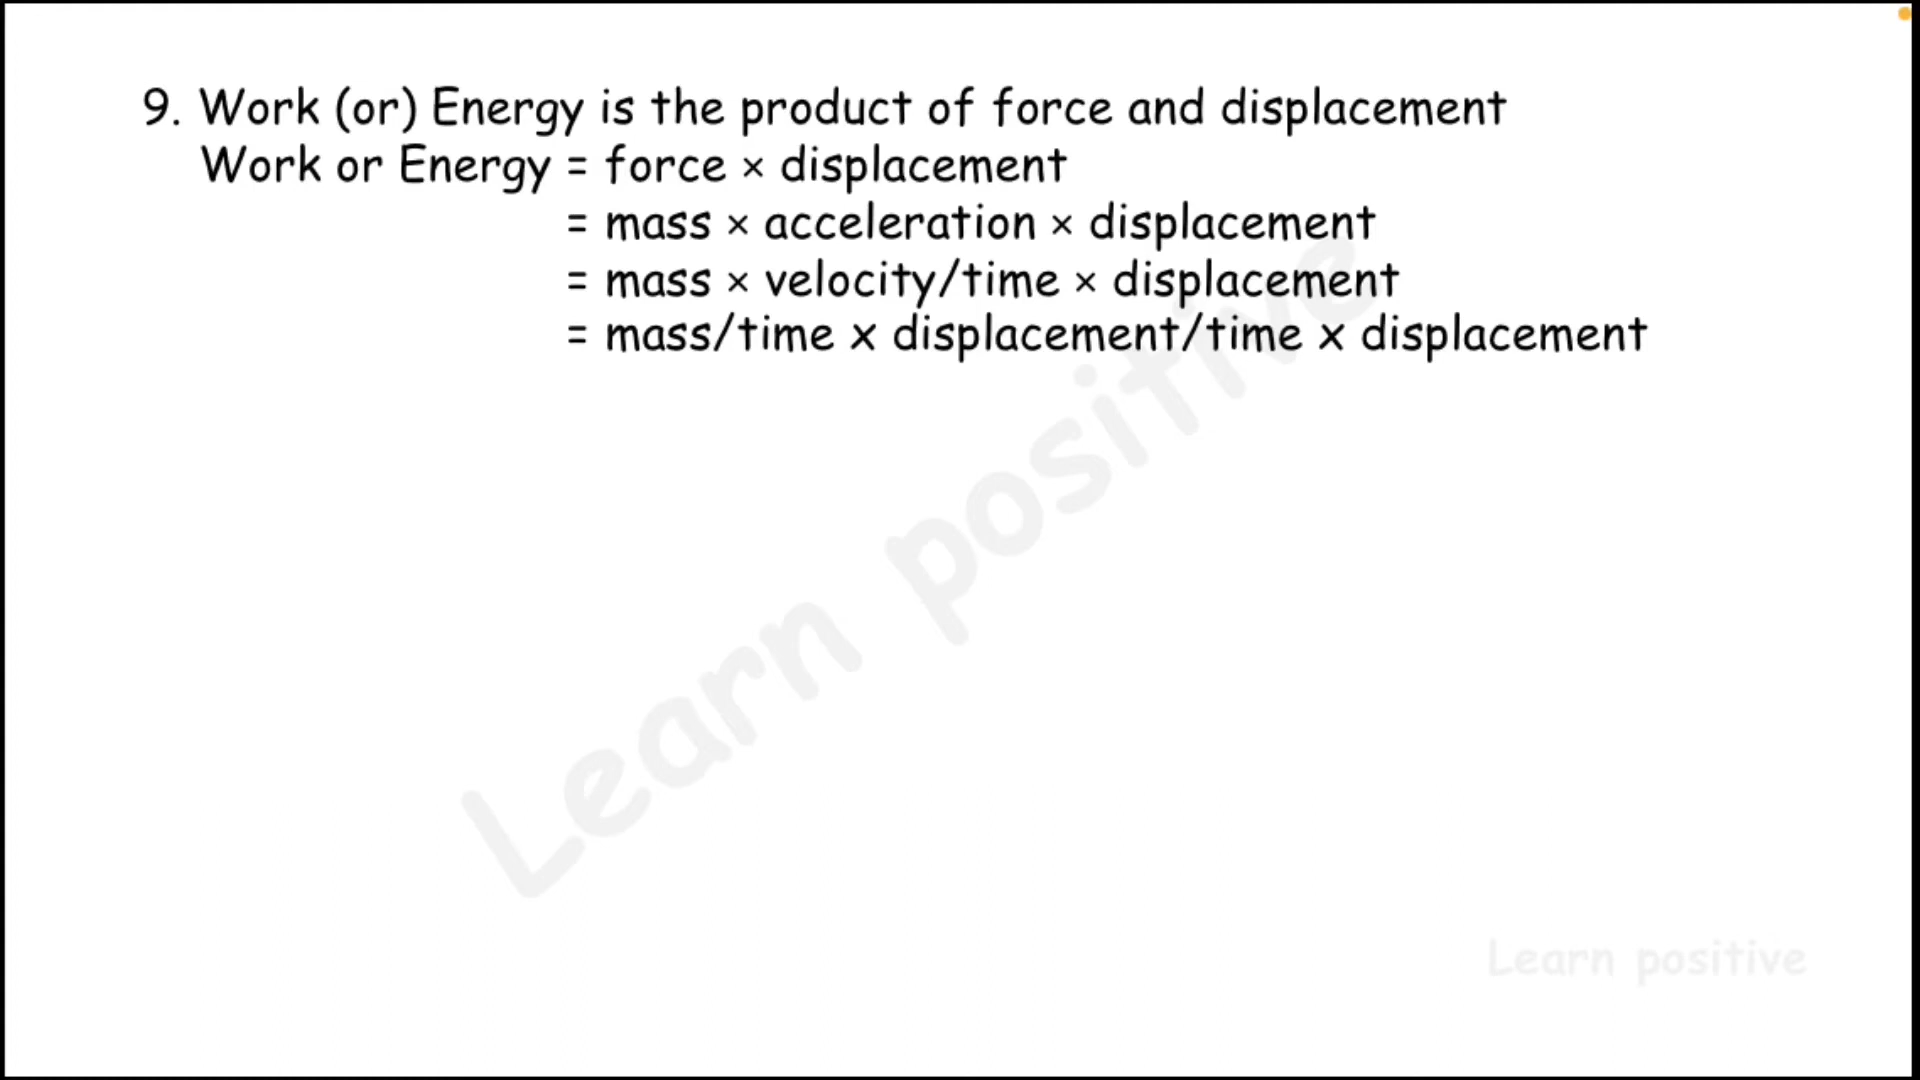 9. Work (or) Energy is the product of force and displacement
Work or Energy = force × displacement
= mass × acceleration × displacement
= mass × velocity/time × displacement
= mass/time x displacement/time x displacement
Learn positive
Learn positive